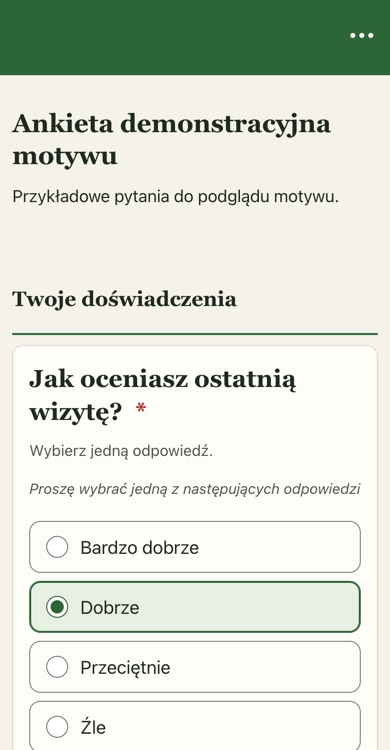 Ankieta demonstracyjna
motywu
Przykładowe pytania do podglądu motywu.
Twoje doświadczenia
Jak oceniasz ostatnią
wizytę? *
Wybierz jedną odpowiedź.
Proszę wybrać jedną z następujących odpowiedzi
Bardzo dobrze
Dobrze
Przeciętnie
Źle